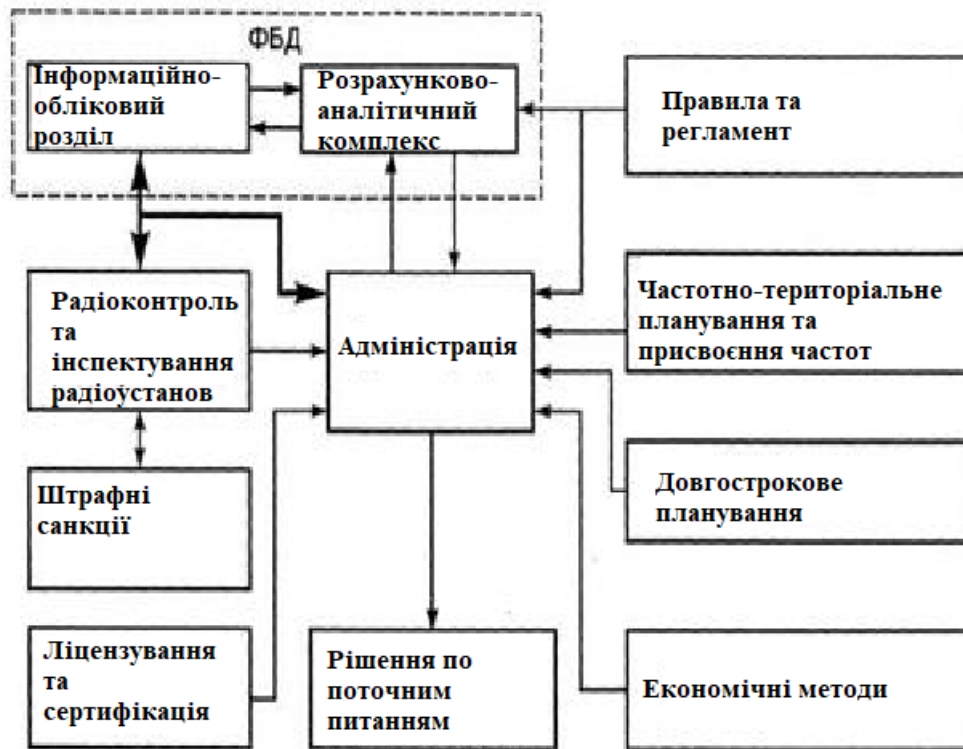 ФБД
Інформаційно-
обліковий
розділ
Розрахунково-
аналітичний
комплекс
Правила та
регламент
Радіоконтроль
та
інспектування
радіоустанов
Адміністрація
Частотно-територіальне
планування та
присвоєння частот
Штрафні
санкції
Довгострокове
планування
Ліцензування
та
сертифікація
Рішення по
поточним
питанням
Економічні методи